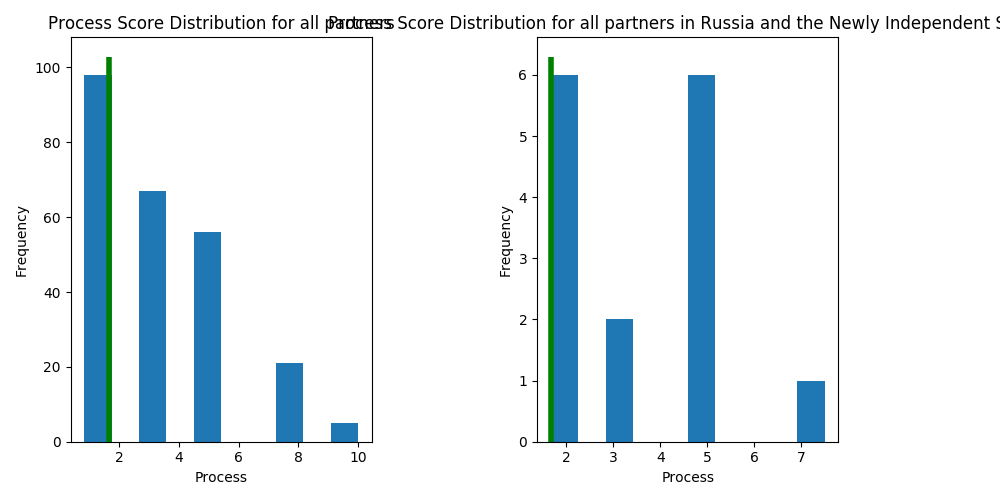 Process Score Distribution for all partners
Process Score Distribution for all partners in Russia and the Newly Independent S
Frequency
100
80
60
40
20
0
2 4 6 8 10
Process
Frequency
6
5
4
3
2
1
0
2 3 4 5 6 7
Process